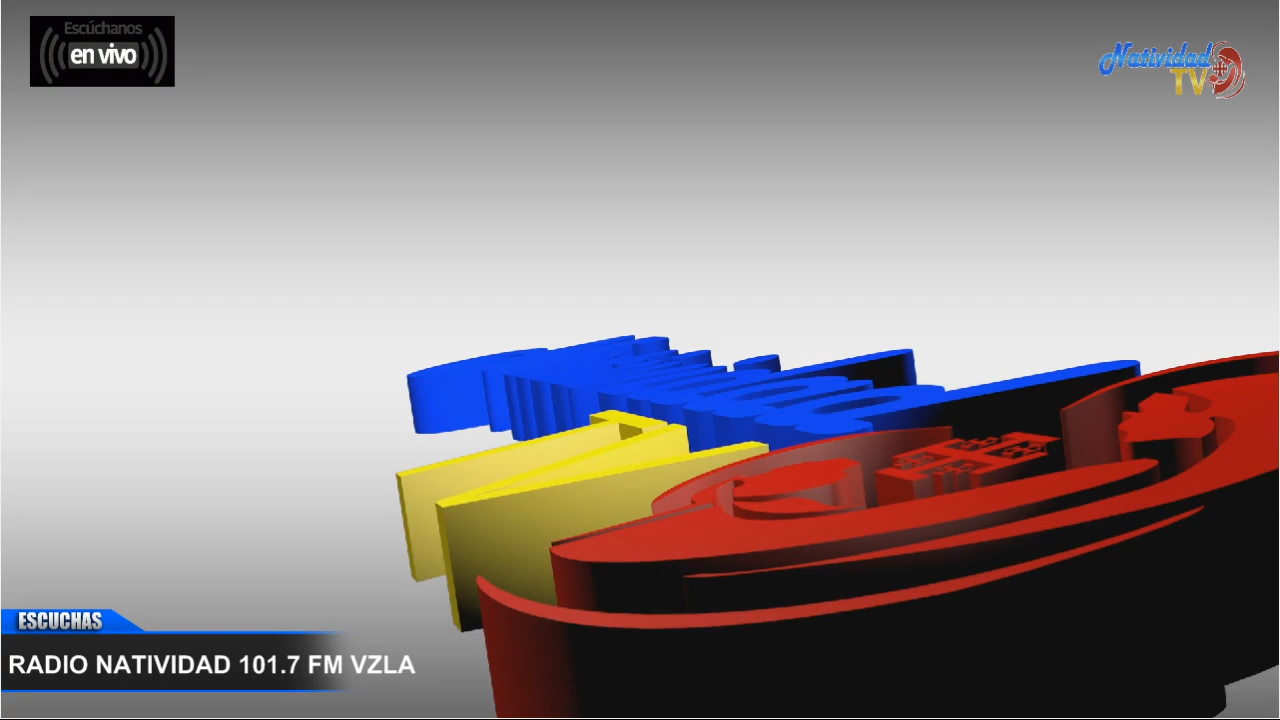 Escúchanos
en vivo
Natividad
TV
ESCUCHAS
RADIO NATIVIDAD 101.7 FM VZLA